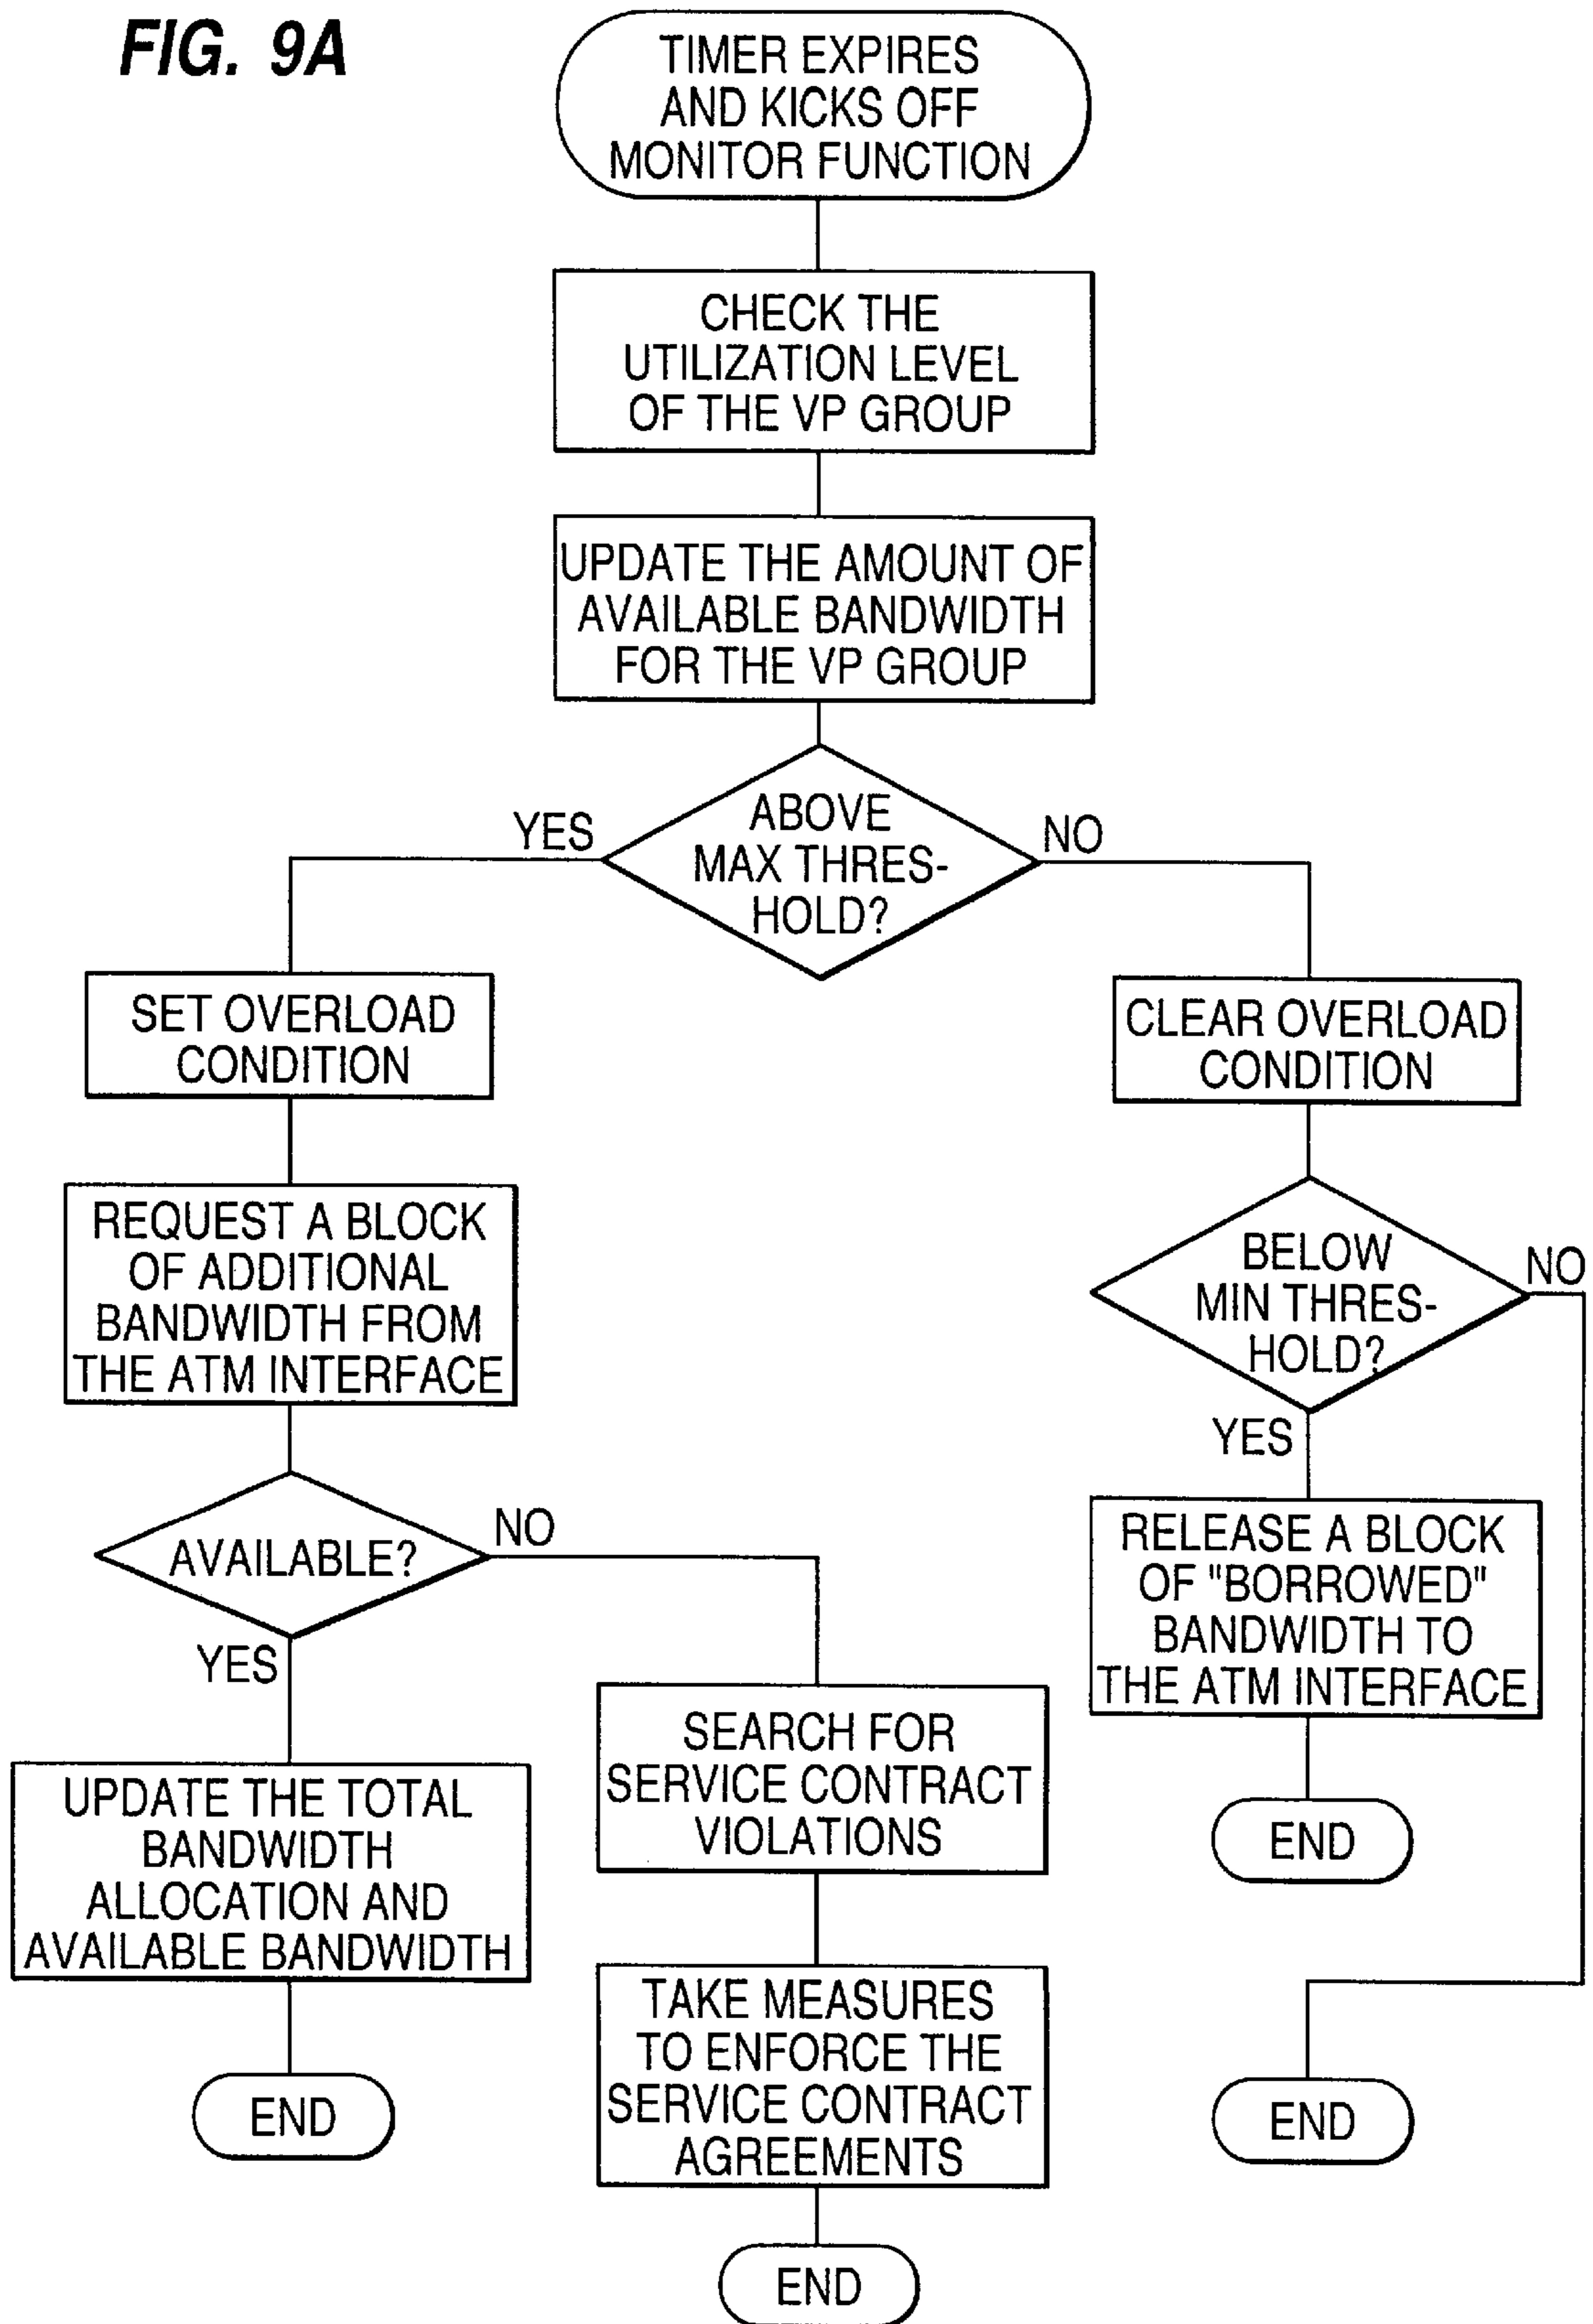 FIG. 9A
TIMER EXPIRES
AND KICKS OFF
MONITOR FUNCTION
CHECK THE
UTILIZATION LEVEL
OF THE VP GROUP
UPDATE THE AMOUNT OF
AVAILABLE BANDWIDTH
FOR THE VP GROUP
ABOVE
MAX THRES-
HOLD?
YES
NO
SET OVERLOAD
CONDITION
REQUEST A BLOCK
OF ADDITIONAL
BANDWIDTH FROM
THE ATM INTERFACE
AVAILABLE?
NO
YES
UPDATE THE TOTAL
BANDWIDTH
ALLOCATION AND
AVAILABLE BANDWIDTH
END
SEARCH FOR
SERVICE CONTRACT
VIOLATIONS
TAKE MEASURES
TO ENFORCE THE
SERVICE CONTRACT
AGREEMENTS
END
CLEAR OVERLOAD
CONDITION
BELOW
MIN THRES-
HOLD?
NO
YES
RELEASE A BLOCK
OF "BORROWED"
BANDWIDTH TO
THE ATM INTERFACE
END
END